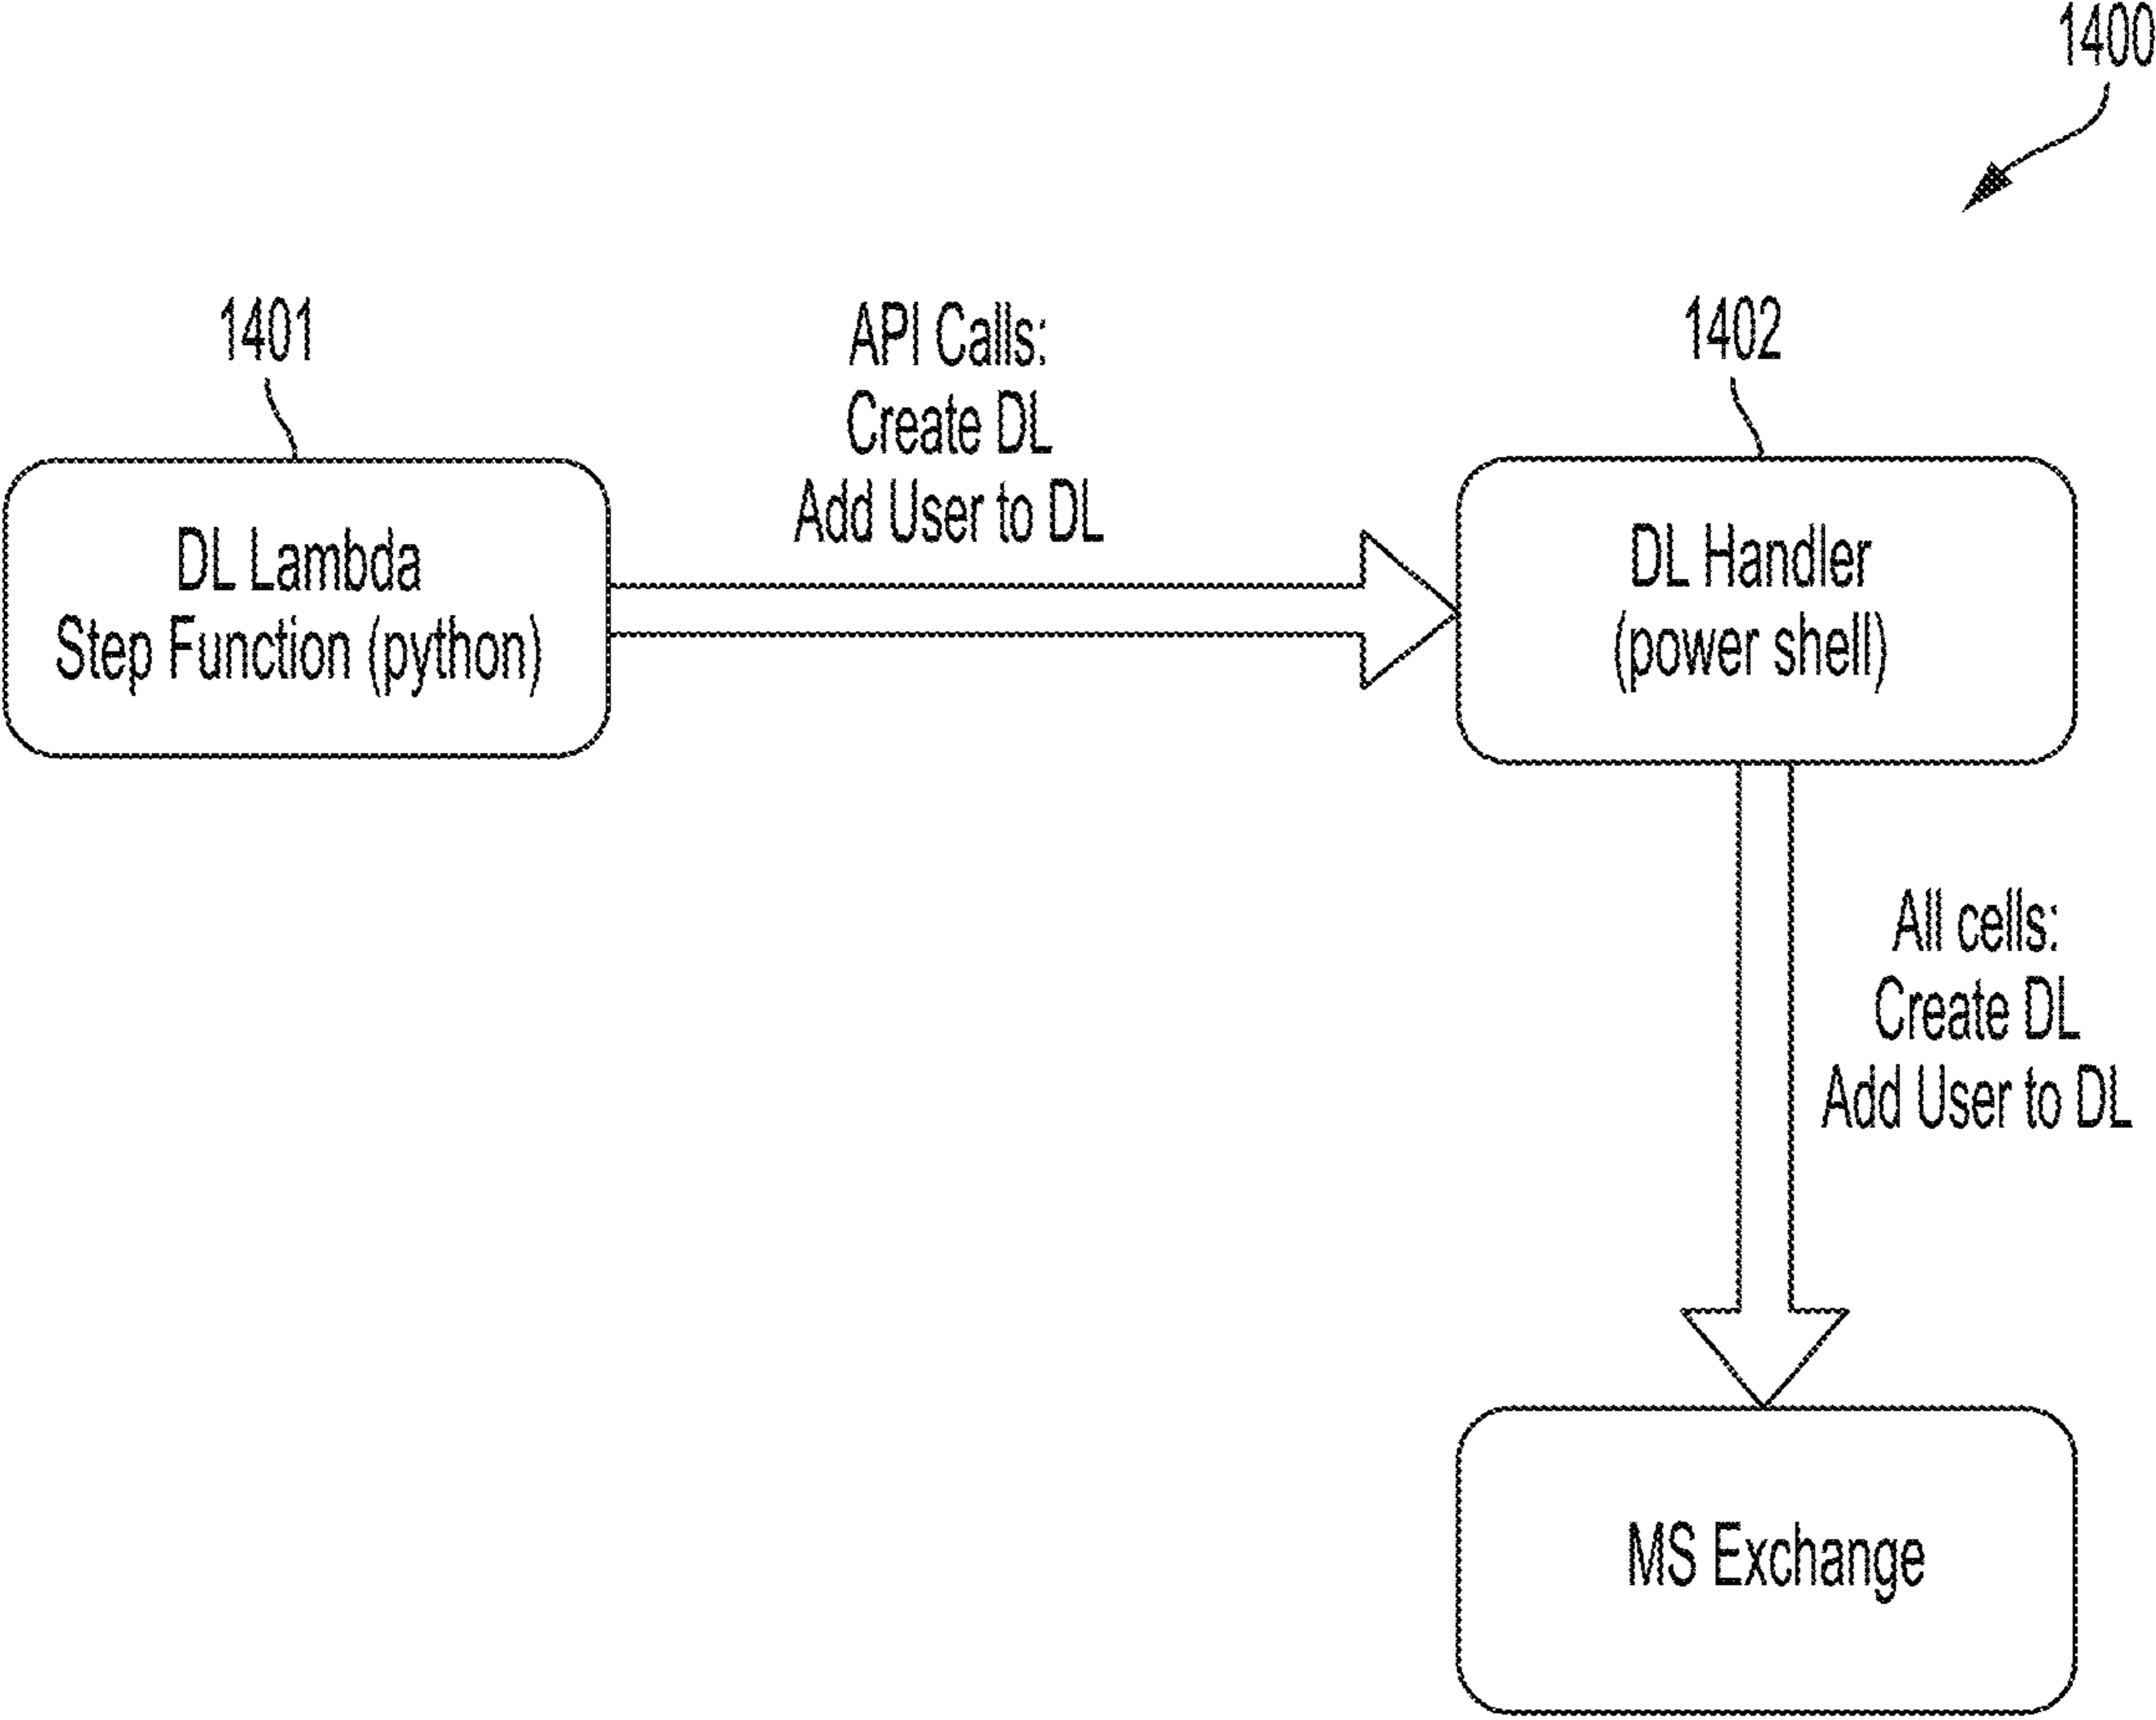 1400
1401
API Calls:
Create DL
Add User to DL
1402
DL Lambda
Step Function (python)
DL Handler
(power shell)
All cells:
Create DL
Add User to DL
MS Exchange